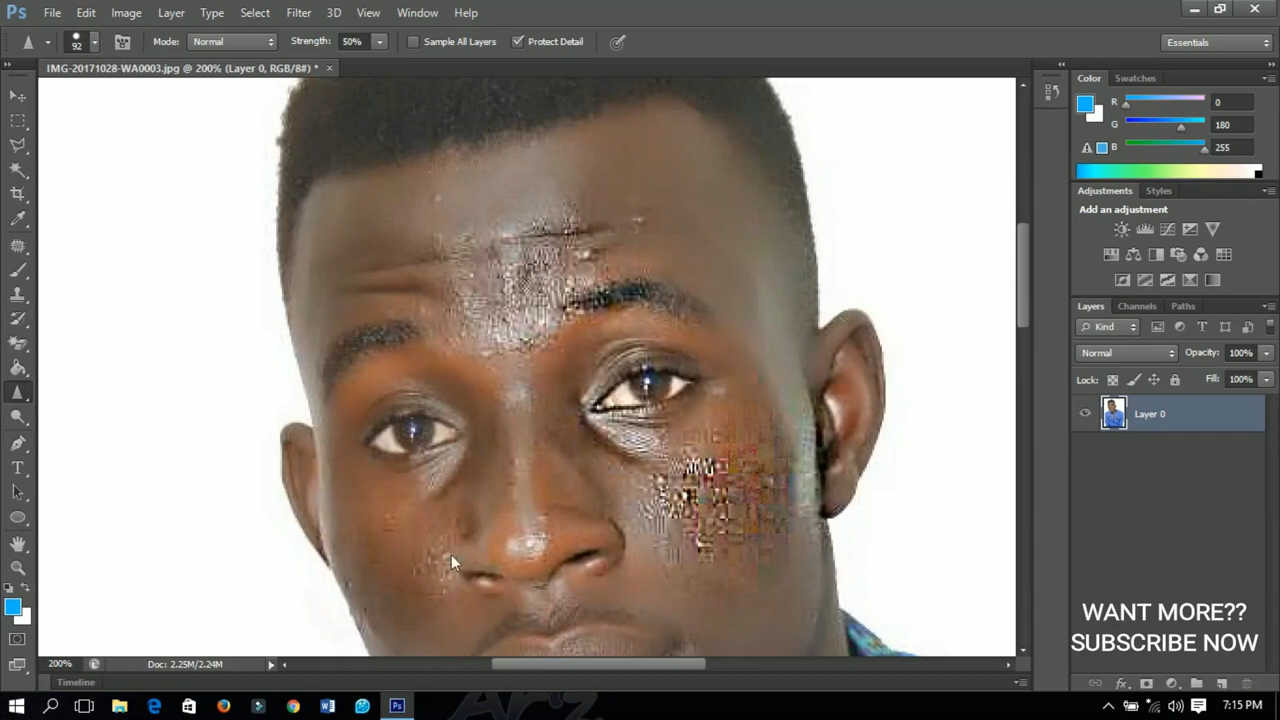 Ps File Edit Image Layer Type Select Filter 3D View Window Help
92 Mode: Normal Strength: 50% Sample All Layers Protect Detail Essentials
IMG-20171028-WA0003.jpg @ 200% (Layer 0, RGB/8#) *
Color Swatches
R 0
G 180
B 255
Adjustments Styles
Add an adjustment
Layers Channels Paths
Kind
Normal Opacity: 100%
Lock: Fill: 100%
Layer 0
WANT MORE??
SUBSCRIBE NOW
200% Doc: 2.25M/2.24M
Timeline
7:15 PM